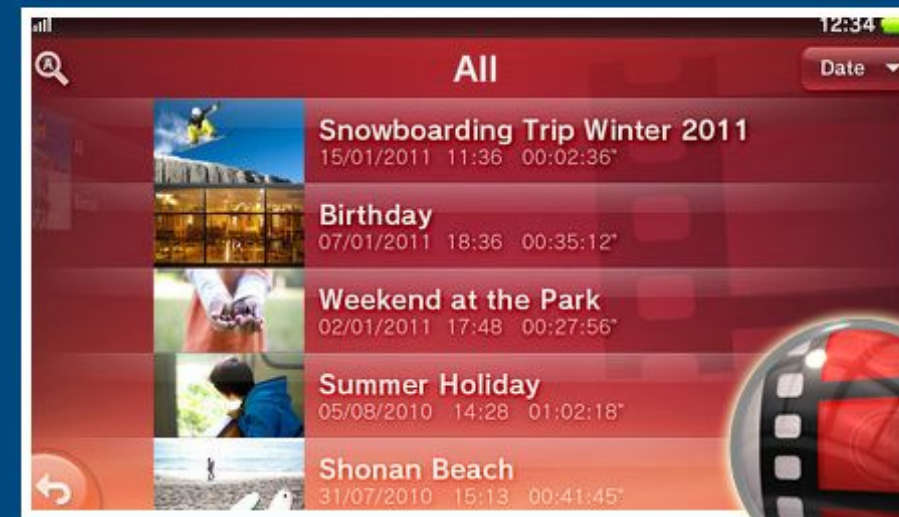 12:34
A
All
Date
Snowboarding Trip Winter 2011
15/01/2011 11:36 00:02:36"
Birthday
07/01/2011 18:36 00:35:12"
Weekend at the Park
02/01/2011 17:48 00:27:56"
Summer Holiday
05/08/2010 14:28 01:02:18"
Shonan Beach
31/07/2010 15:13 00:41:45"